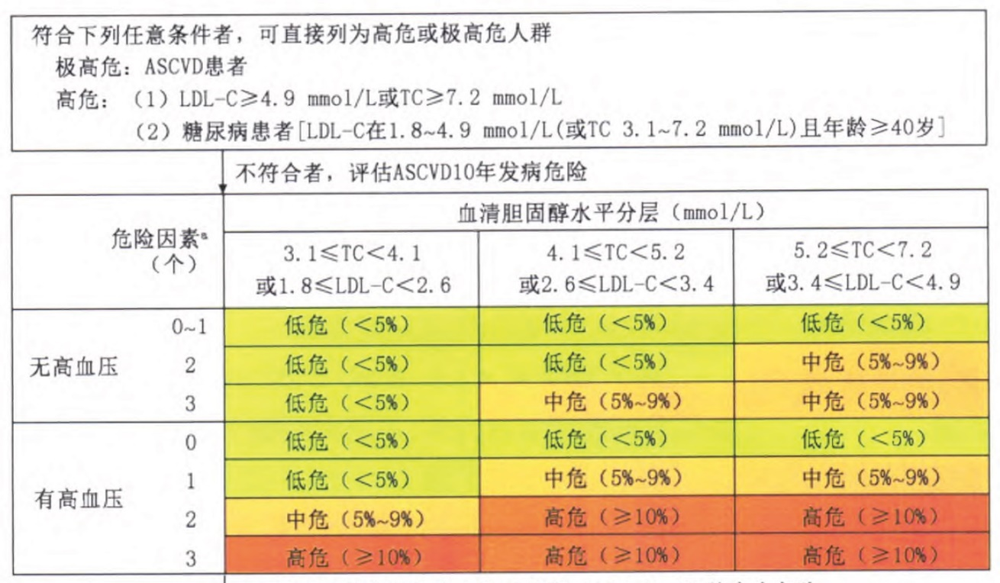 符合下列任意条件者，可直接列为高危或极高危人群
极高危：ASCVD患者
高危：（1）LDL-C≥4.9 mmol/L或TC≥7.2 mmol/L
（2）糖尿病患者[LDL-C在1.8~4.9 mmol/L(或TC 3.1~7.2 mmol/L)且年龄≥40岁]
不符合者，评估ASCVD10年发病危险
危险因素a（个）
血清胆固醇水平分层（mmol/L）
3.1≤TC<4.1
或1.8≤LDL-C<2.6
4.1≤TC<5.2
或2.6≤LDL-C<3.4
5.2≤TC<7.2
或3.4≤LDL-C<4.9
无高血压
0~1 低危（<5%） 低危（<5%） 低危（<5%）
2 低危（<5%） 低危（<5%） 中危（5%~9%）
3 低危（<5%） 中危（5%~9%） 中危（5%~9%）
有高血压
0 低危（<5%） 低危（<5%） 低危（<5%）
1 低危（<5%） 中危（5%~9%） 中危（5%~9%）
2 中危（5%~9%） 高危（≥10%） 高危（≥10%）
3 高危（≥10%） 高危（≥10%） 高危（≥10%）